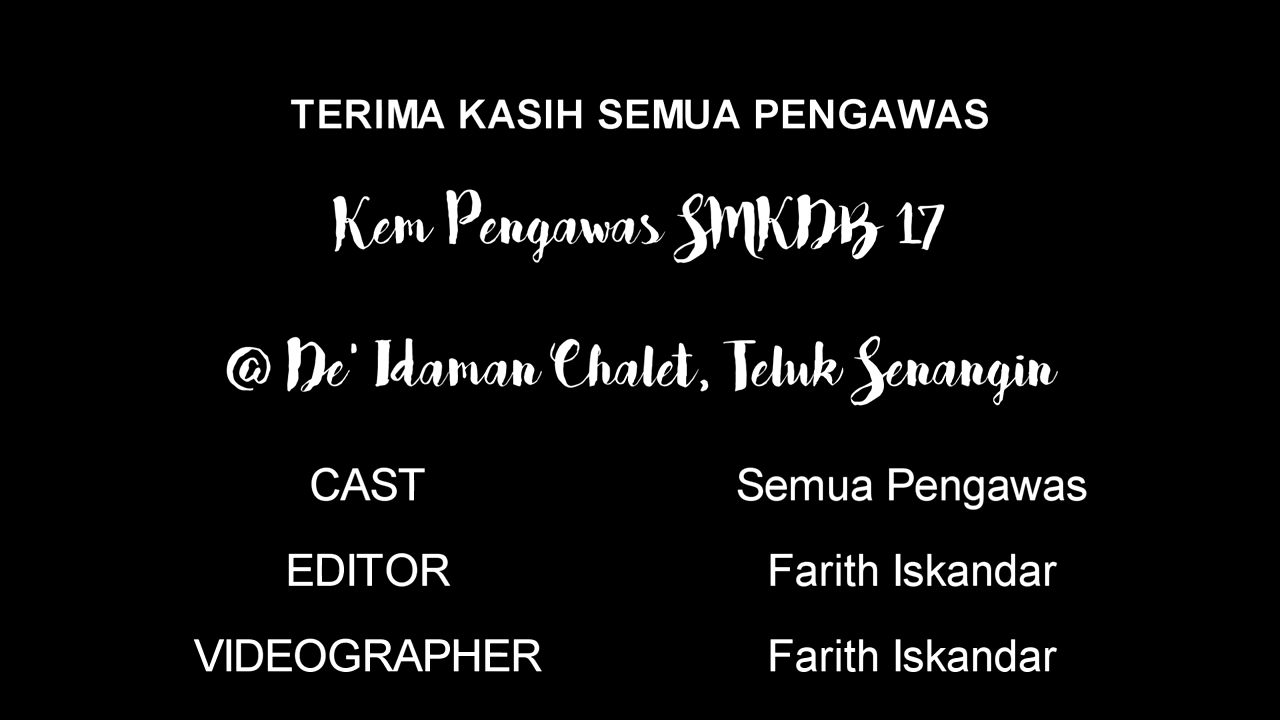 TERIMA KASIH SEMUA PENGAWAS
Kem Pengawas SMKDB 17
@ De' Idaman Chalet, Teluk Senangin
CAST Semua Pengawas
EDITOR Farith Iskandar
VIDEOGRAPHER Farith Iskandar